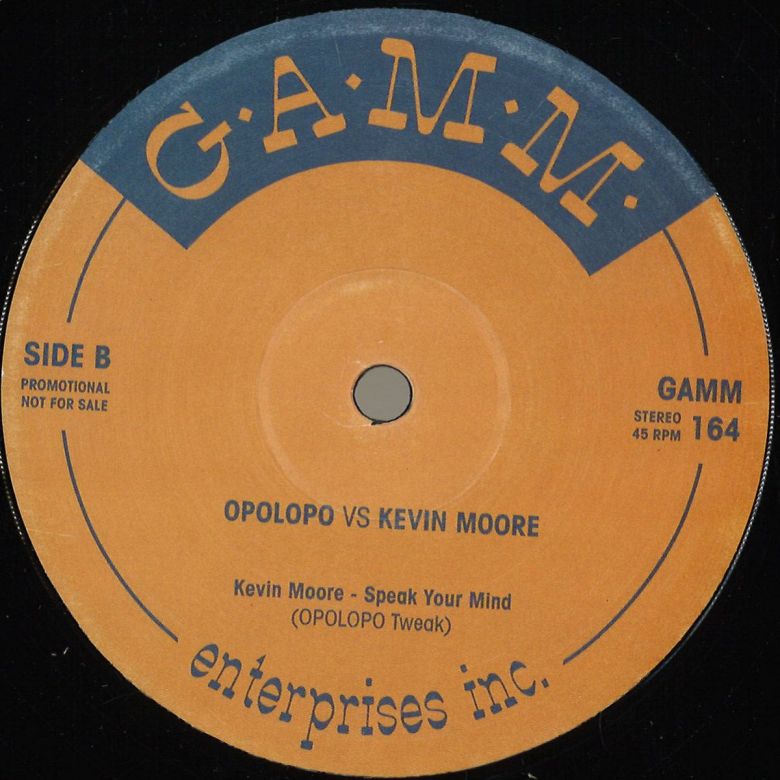 G·A·M·M·
SIDE B
PROMOTIONAL
NOT FOR SALE
GAMM
STEREO
45 RPM
164
OPOLOPO VS KEVIN MOORE
Kevin Moore - Speak Your Mind
(OPOLOPO Tweak)
enterprises inc.